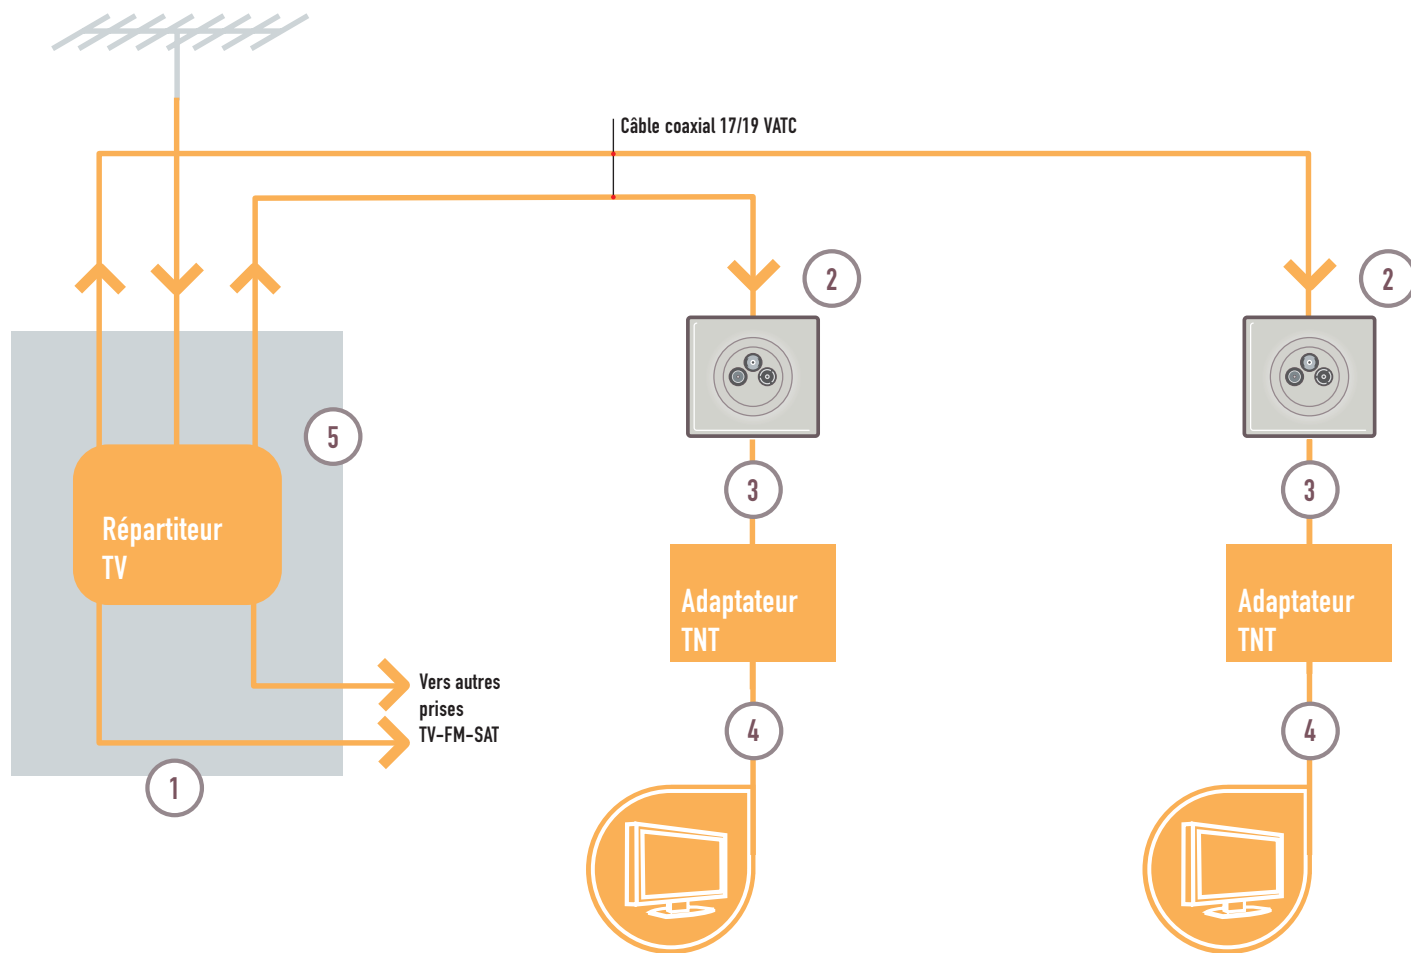 Câble coaxial 17/19 VATC
2
2
5
3
3
Répartiteur
TV
Adaptateur
TNT
Adaptateur
TNT
Vers autres
prises
TV-FM-SAT
4
4
1